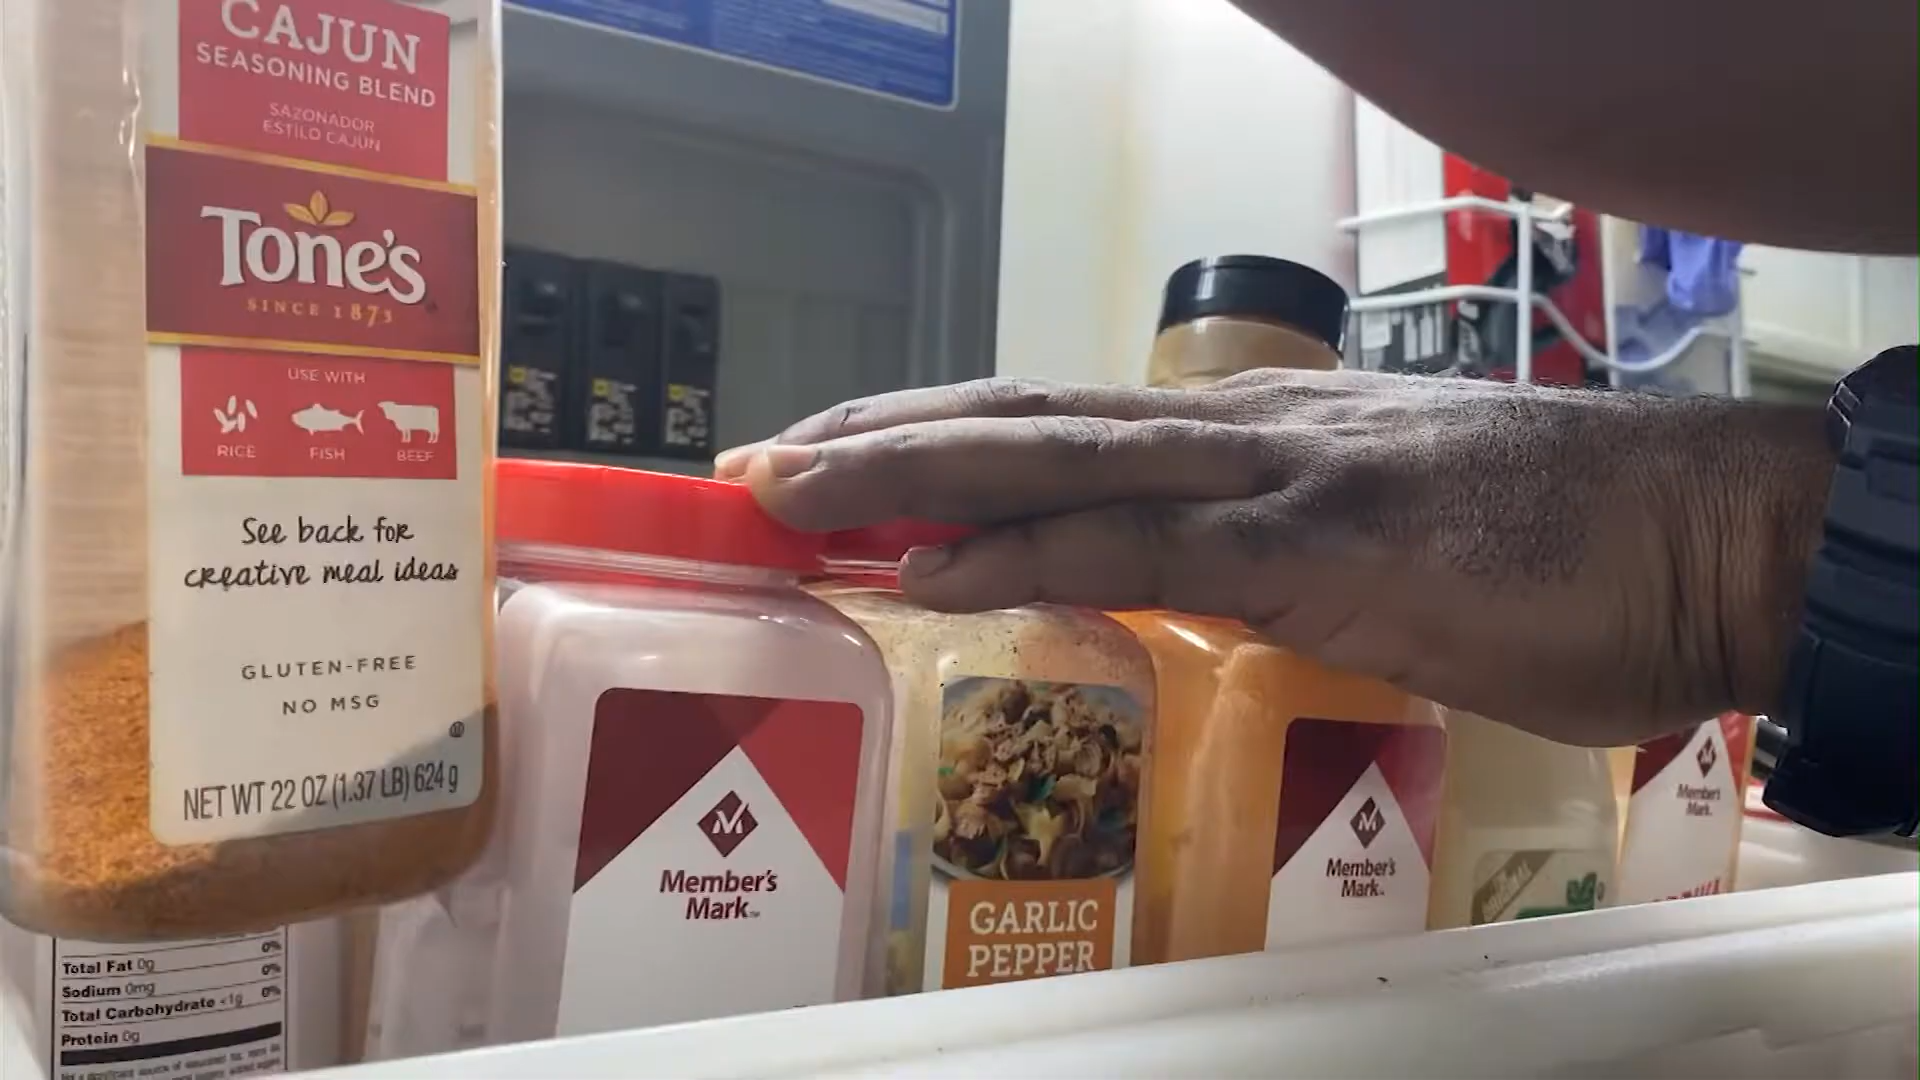 CAJUN
SEASONING BLEND
SAZONADOR
ESTILO CAJUN
TONE'S
SINCE 1873
USE WITH
RICE
FISH
BEEF
See back for
creative meal ideas
GLUTEN-FREE
NO MSG
NET WT 22 OZ (1.37 LB) 624 g
0%
Total Fat 0g 0%
Sodium 0mg 0%
Total Carbohydrate <1g 0%
Protein 0g
Member's
Mark
GARLIC
PEPPER
Member's
Mark
ORIGINAL
Member's
Mark